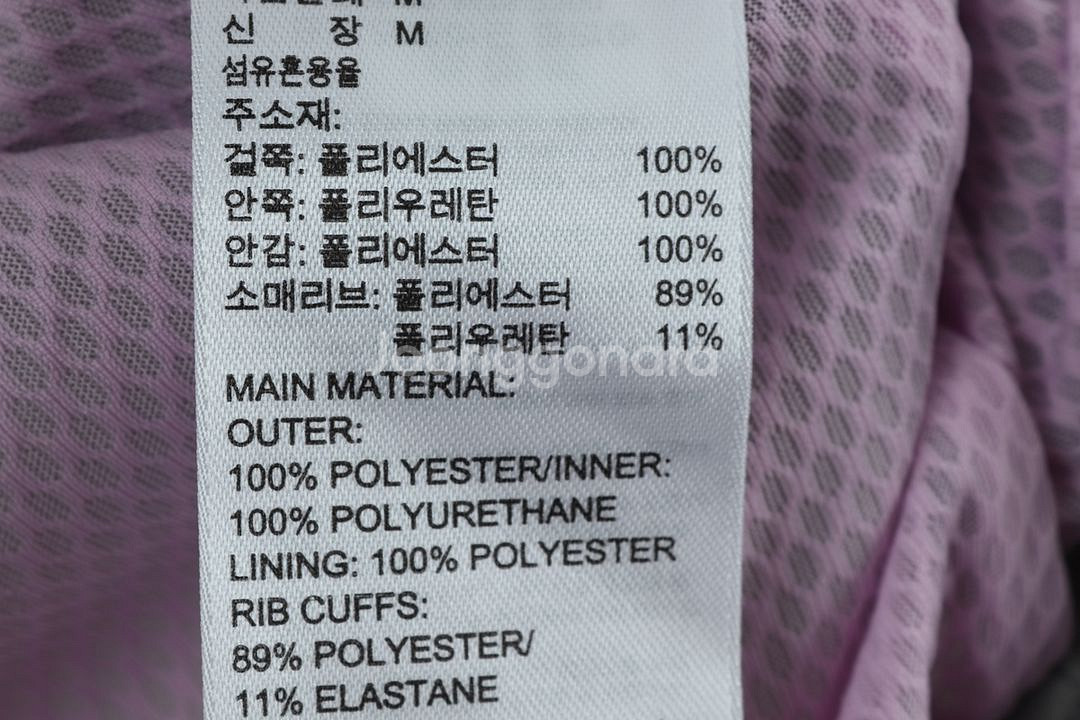 신 장 M
섬유혼용율
주소재:
겉쪽: 폴리에스터 100%
안쪽: 폴리우레탄 100%
안감: 폴리에스터 100%
소매리브: 폴리에스터 89%
폴리우레탄 11%
MAIN MATERIAL:
OUTER:
100% POLYESTER/INNER:
100% POLYURETHANE
LINING: 100% POLYESTER
RIB CUFFS:
89% POLYESTER/
11% ELASTANE